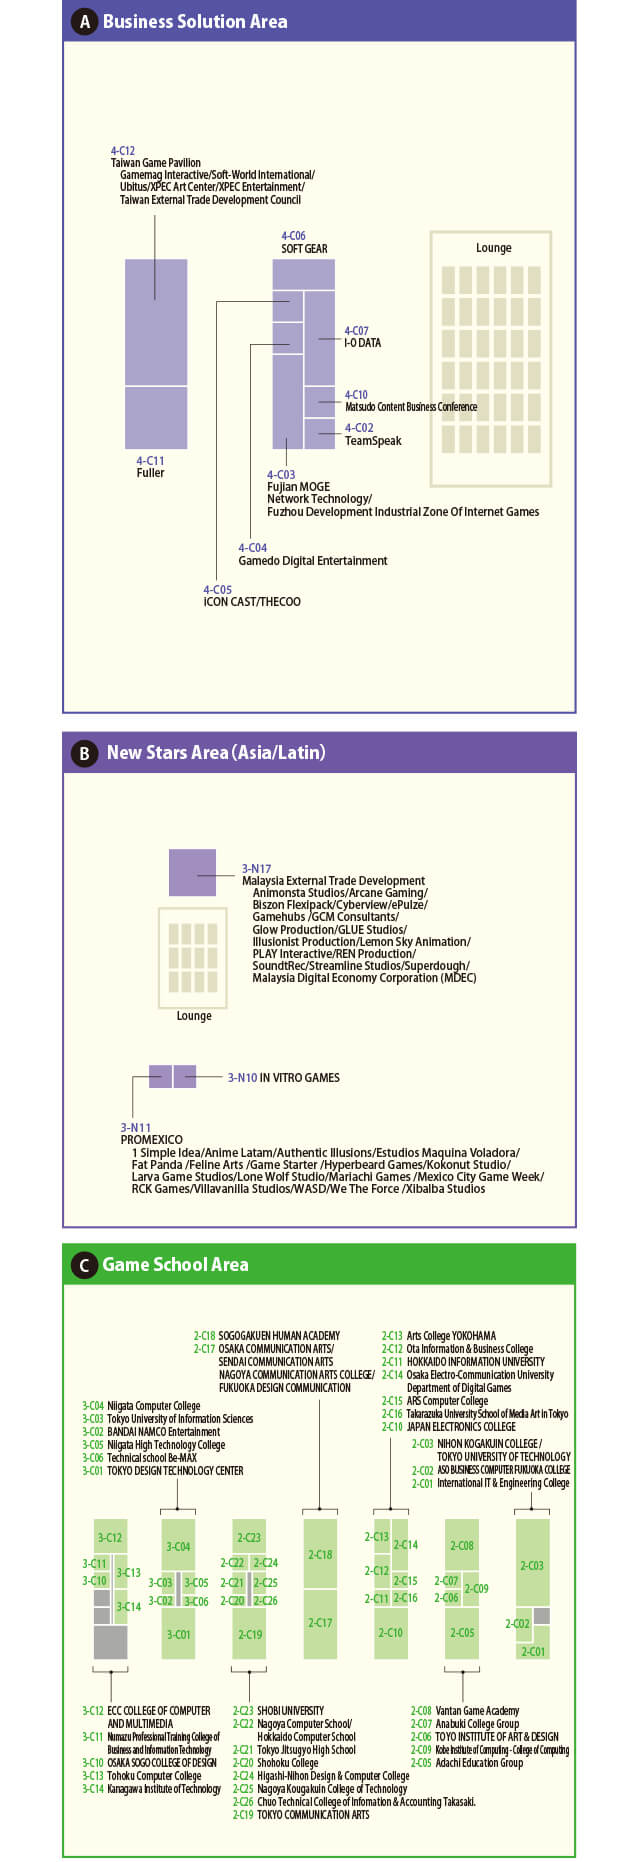 A Business Solution Area
4-C12
Taiwan Game Pavilion
Gamemag Interactive/Soft-World International/
Ubitus/XPEC Art Center/XPEC Entertainment/
Taiwan External Trade Development Council
4-C06
SOFT GEAR
Lounge
4-C07
I-O DATA
4-C10
Matsudo Content Business Conference
4-C02
TeamSpeak
4-C11
Fuller
4-C03
Fujian MOGE
Network Technology/
Fuzhou Development Industrial Zone Of Internet Games
4-C04
Gamedo Digital Entertainment
4-C05
iCON CAST/THECOO
B New Stars Area (Asia/Latin)
3-N17
Malaysia External Trade Development
Animonsta Studios/Arcane Gaming/
Biszon Flexipack/Cyberview/ePulze/
Gamehubs /GCM Consultants/
Glow Production/GLUE Studios/
Illusionist Production/Lemon Sky Animation/
PLAY Interactive/REN Production/
SoundtRec/Streamline Studios/Superdough/
Malaysia Digital Economy Corporation (MDEC)
Lounge
3-N10 IN VITRO GAMES
3-N11
PROMEXICO
1 Simple Idea/Anime Latam/Authentic Illusions/Estudios Maquina Voladora/
Fat Panda /Feline Arts /Game Starter /Hyperbeard Games/Kokonut Studio/
Larva Game Studios/Lone Wolf Studio/Mariachi Games /Mexico City Game Week/
RCK Games/Villavanilla Studios/WASD/We The Force /Xibalba Studios
C Game School Area
2-C18 SOGOGAKUEN HUMAN ACADEMY
2-C17 OSAKA COMMUNICATION ARTS/
SENDAI COMMUNICATION ARTS
NAGOYA COMMUNICATION ARTS COLLEGE/
FUKUOKA DESIGN COMMUNICATION
2-C13 Arts College YOKOHAMA
2-C12 Ota Information & Business College
2-C11 HOKKAIDO INFORMATION UNIVERSITY
2-C14 Osaka Electro-Communication University
Department of Digital Games
2-C15 ARS Computer College
2-C16 Takarazuka University School of Media Art in Tokyo
2-C10 JAPAN ELECTRONICS COLLEGE
3-C04 Niigata Computer College
3-C03 Tokyo University of Information Sciences
3-C02 BANDAI NAMCO Entertainment
3-C05 Niigata High Technology College
3-C06 Technical school Be-MAX
3-C01 TOKYO DESIGN TECHNOLOGY CENTER
2-C03 NIHON KOGAKUIN COLLEGE /
TOKYO UNIVERSITY OF TECHNOLOGY
2-C02 ASO BUSINESS COMPUTER FUKUOKA COLLEGE
2-C01 International IT & Engineering College
3-C12
3-C11
3-C10
3-C13
3-C14
3-C04
3-C03
3-C05
3-C02
3-C06
3-C01
2-C23
2-C22
2-C24
2-C21
2-C25
2-C20
2-C26
2-C19
2-C18
2-C17
2-C13
2-C14
2-C12
2-C15
2-C11
2-C16
2-C10
2-C08
2-C07
2-C09
2-C06
2-C05
2-C03
2-C02
2-C01
3-C12 ECC COLLEGE OF COMPUTER
AND MULTIMEDIA
3-C11 Numazu Professional Training College of
Business and Information Technology
3-C10 OSAKA SOGO COLLEGE OF DESIGN
3-C13 Tohoku Computer College
3-C14 Kanagawa Institute of Technology
2-C23 SHOBI UNIVERSITY
2-C22 Nagoya Computer School/
Hokkaido Computer School
2-C21 Tokyo Jitsugyo High School
2-C20 Shohoku College
2-C24 Higashi-Nihon Design & Computer College
2-C25 Nagoya Kougakuin College of Technology
2-C26 Chuo Technical College of Infomation & Accounting Takasaki.
2-C19 TOKYO COMMUNICATION ARTS
2-C08 Vantan Game Academy
2-C07 Anabuki College Group
2-C06 TOYO INSTITUTE OF ART & DESIGN
2-C09 Kobe Institute of Computing - College of Computing
2-C05 Adachi Education Group